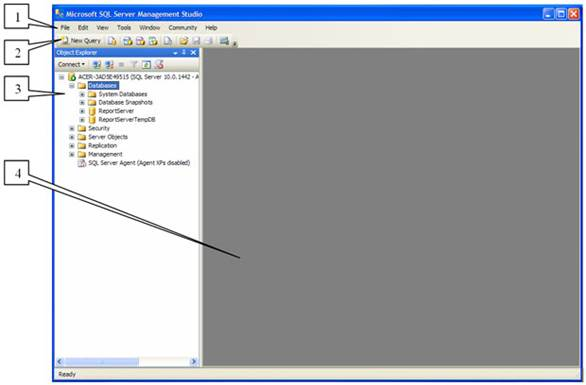 1
Microsoft SQL Server Management Studio
File Edit View Tools Window Community Help
2
New Query
Object Explorer
Connect
3
ACER-JADSE49515 (SQL Server 10.0.1442 - A
Databases
System Databases
Database Snapshots
ReportServer
ReportServerTempDB
Security
Server Objects
Replication
Management
SQL Server Agent (Agent XPs disabled)
4
Ready